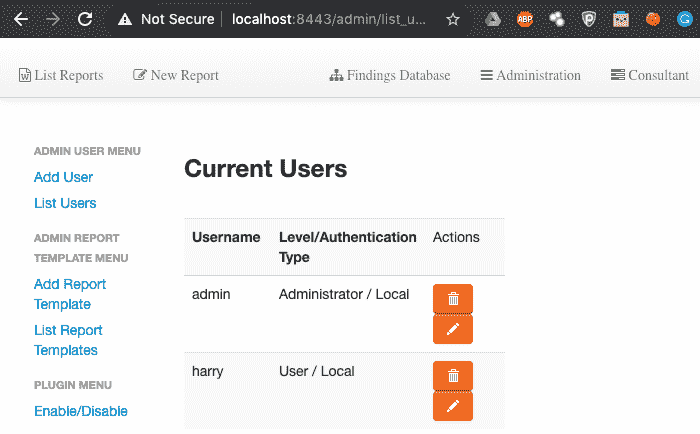 Not Secure | localhost:8443/admin/list_u...
List Reports New Report Findings Database Administration Consultant
ADMIN USER MENU
Add User
List Users
ADMIN REPORT
TEMPLATE MENU
Add Report
Template
List Report
Templates
PLUGIN MENU
Enable/Disable
Current Users
Username Level/Authentication Actions
Type
admin Administrator / Local
harry User / Local
ABP